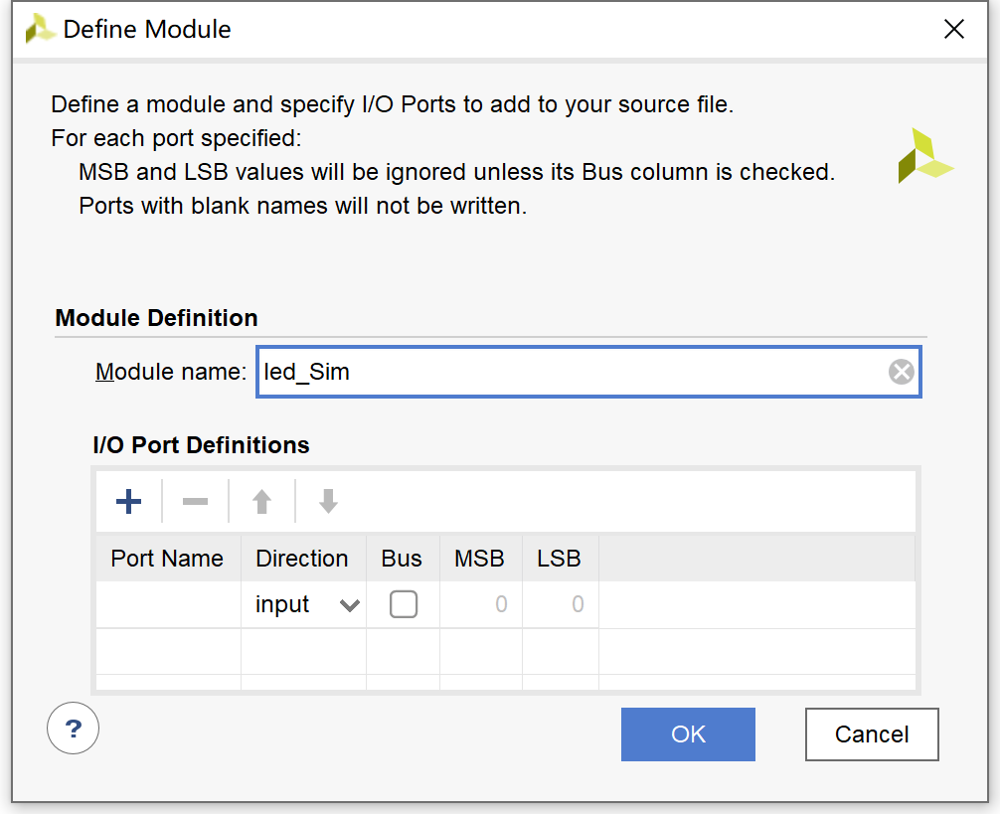 Define Module
Define a module and specify I/O Ports to add to your source file.
For each port specified:
MSB and LSB values will be ignored unless its Bus column is checked.
Ports with blank names will not be written.
Module Definition
Module name: led_Sim
I/O Port Definitions
Port Name Direction Bus MSB LSB
input 0 0
? OK Cancel